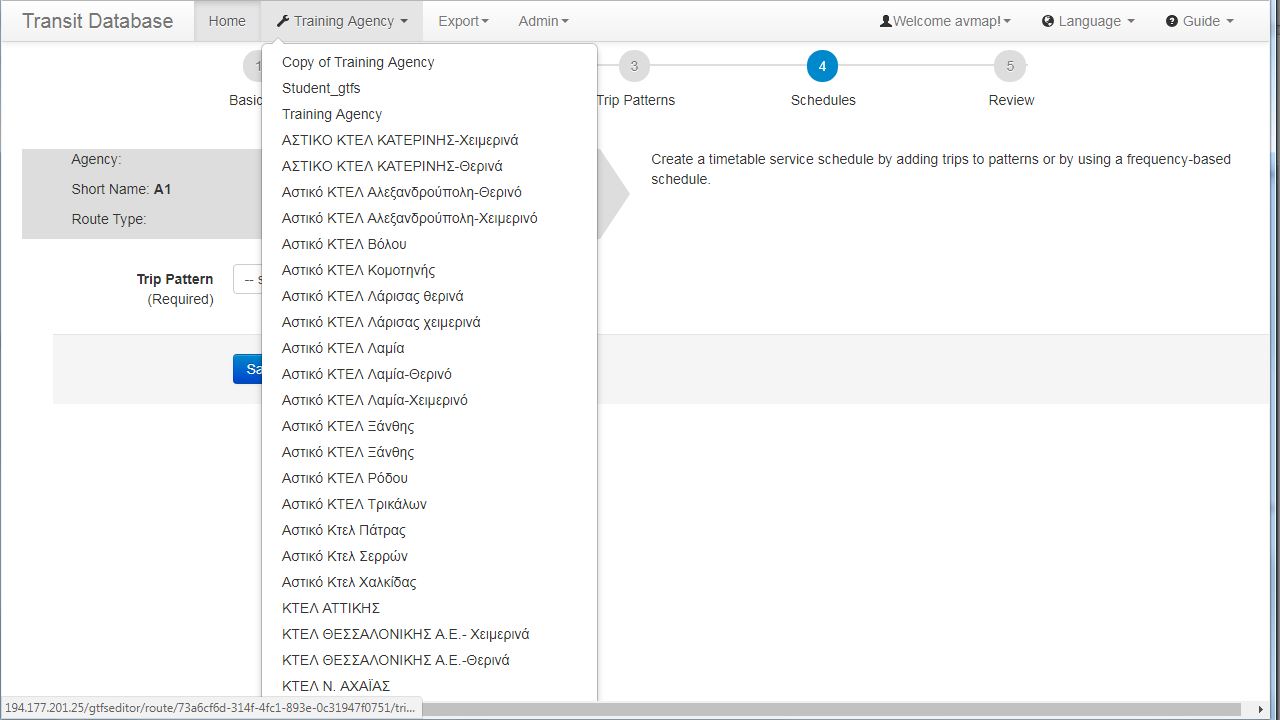 Transit Database Home Training Agency Export Admin Welcome avmap! Language Guide
Copy of Training Agency
Student_gtfs
Training Agency
ΑΣΤΙΚΟ ΚΤΕΛ ΚΑΤΕΡΙΝΗΣ-Χειμερινά
ΑΣΤΙΚΟ ΚΤΕΛ ΚΑΤΕΡΙΝΗΣ-Θερινά
Αστικό ΚΤΕΛ Αλεξανδρούπολη-Θερινό
Αστικό ΚΤΕΛ Αλεξανδρούπολη-Χειμερινό
Αστικό ΚΤΕΛ Βόλου
Αστικό ΚΤΕΛ Κομοτηνής
Αστικό ΚΤΕΛ Λάρισας θερινά
Αστικό ΚΤΕΛ Λάρισας χειμερινά
Αστικό ΚΤΕΛ Λαμία
Αστικό ΚΤΕΛ Λαμία-Θερινό
Αστικό ΚΤΕΛ Λαμία-Χειμερινό
Αστικό ΚΤΕΛ Ξάνθης
Αστικό ΚΤΕΛ Ξάνθης
Αστικό ΚΤΕΛ Ρόδου
Αστικό ΚΤΕΛ Τρικάλων
Αστικό Κτελ Πάτρας
Αστικό Κτελ Σερρών
Αστικό Κτελ Χαλκίδας
ΚΤΕΛ ΑΤΤΙΚΗΣ
ΚΤΕΛ ΘΕΣΣΑΛΟΝΙΚΗΣ Α.Ε.- Χειμερινά
ΚΤΕΛ ΘΕΣΣΑΛΟΝΙΚΗΣ Α.Ε.-Θερινά
ΚΤΕΛ Ν. ΑΧΑΪΑΣ
1 3 4 5
Basic Trip Patterns Schedules Review
Agency:
Short Name: A1
Route Type:
Create a timetable service schedule by adding trips to patterns or by using a frequency-based
schedule.
Trip Pattern
(Required)
-- s
Sa
194.177.201.25/gtfseditor/route/73a6cf6d-314f-4fc1-893e-0c31947f0751/tri...